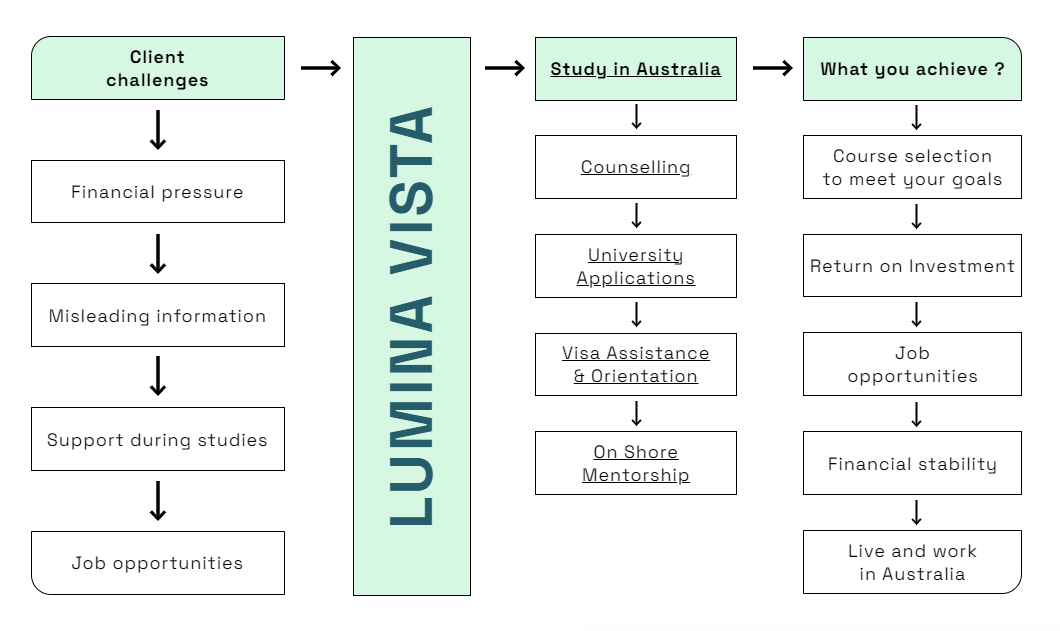 Client
challenges
Financial pressure
Misleading information
Support during studies
Job opportunities
LUMINA VISTA
Study in Australia
Counselling
University
Applications
Visa Assistance
& Orientation
On Shore
Mentorship
What you achieve ?
Course selection
to meet your goals
Return on Investment
Job
opportunities
Financial stability
Live and work
in Australia